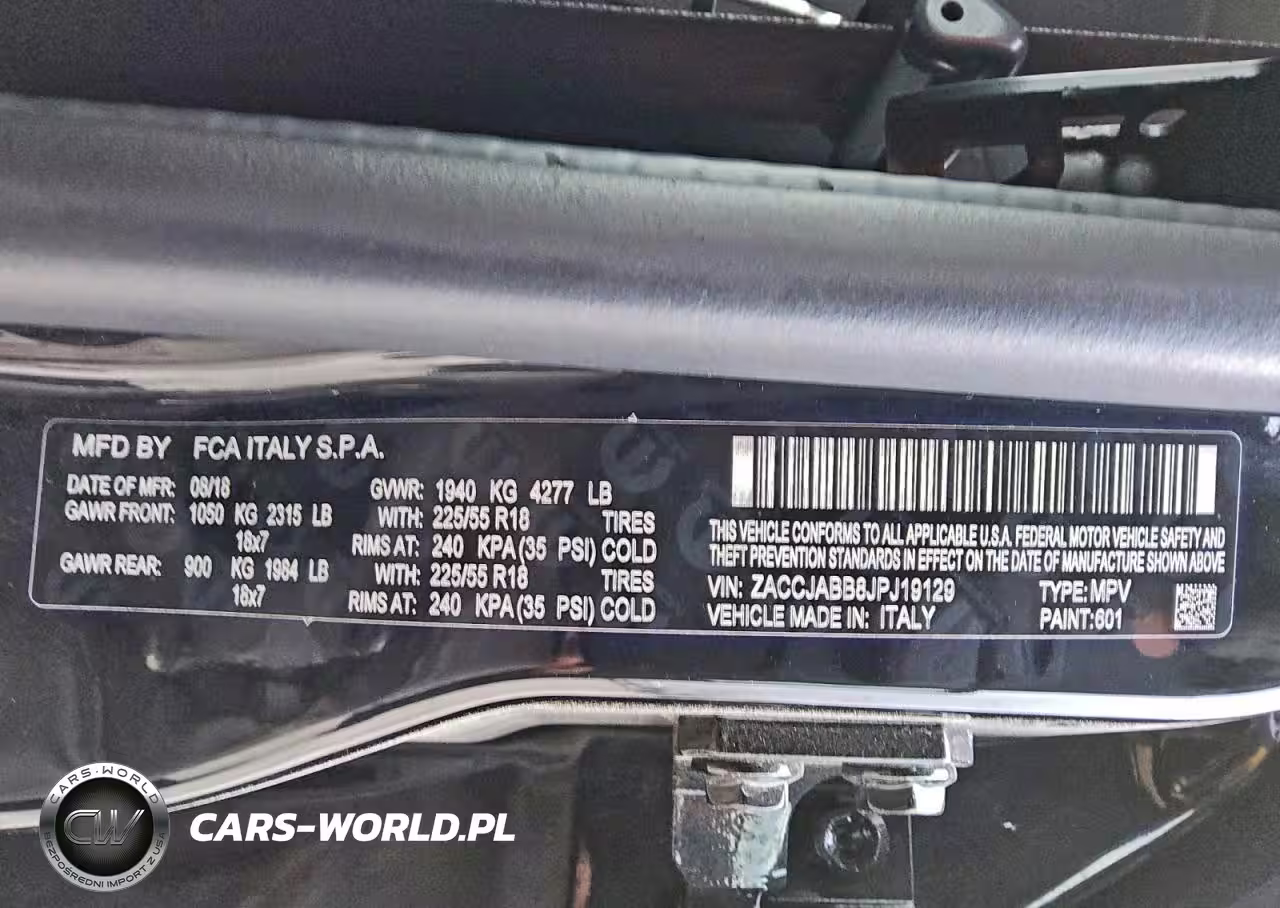 MFD BY FCA ITALY S.P.A.
DATE OF MFR: 08/18 GVWR: 1940 KG 4277 LB
GAWR FRONT: 1050 KG 2315 LB WITH: 225/55 R18 TIRES
18x7 RIMS AT: 240 KPA (35 PSI) COLD
GAWR REAR: 900 KG 1984 LB WITH: 225/55 R18 TIRES
18x7 RIMS AT: 240 KPA (35 PSI) COLD
THIS VEHICLE CONFORMS TO ALL APPLICABLE U.S.A. FEDERAL MOTOR VEHICLE SAFETY AND
THEFT PREVENTION STANDARDS IN EFFECT ON THE DATE OF MANUFACTURE SHOWN ABOVE
VIN: ZACCJABB8JPJ19129 TYPE: MPV
VEHICLE MADE IN: ITALY PAINT: 601
CARS-WORLD
CW
BEZPOŚREDNI IMPORT Z USA
CARS-WORLD.PL